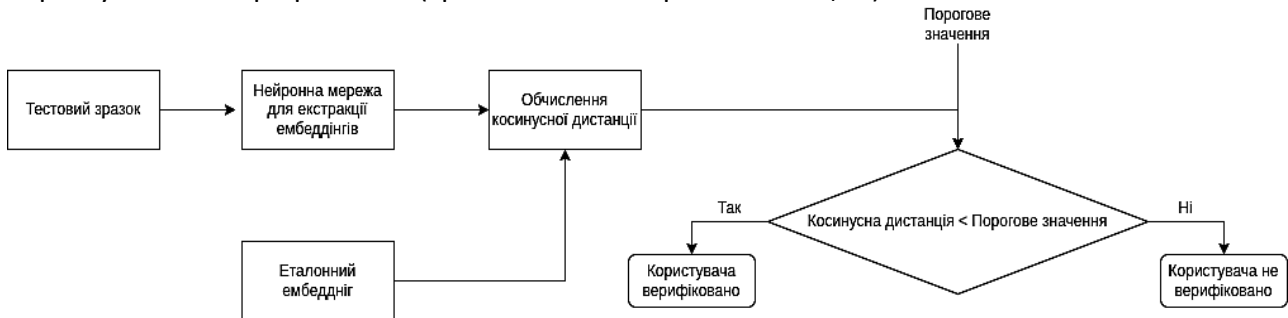 Порогове
значення
Тестовий зразок
Нейронна мережа
для екстракції
ембеддінгів
Обчислення
косинусної дистанції
Так
Косинусна дистанція < Порогове значення
Ні
Еталонний
ембедdніг
Користувача
верифіковано
Користувача не
верифіковано